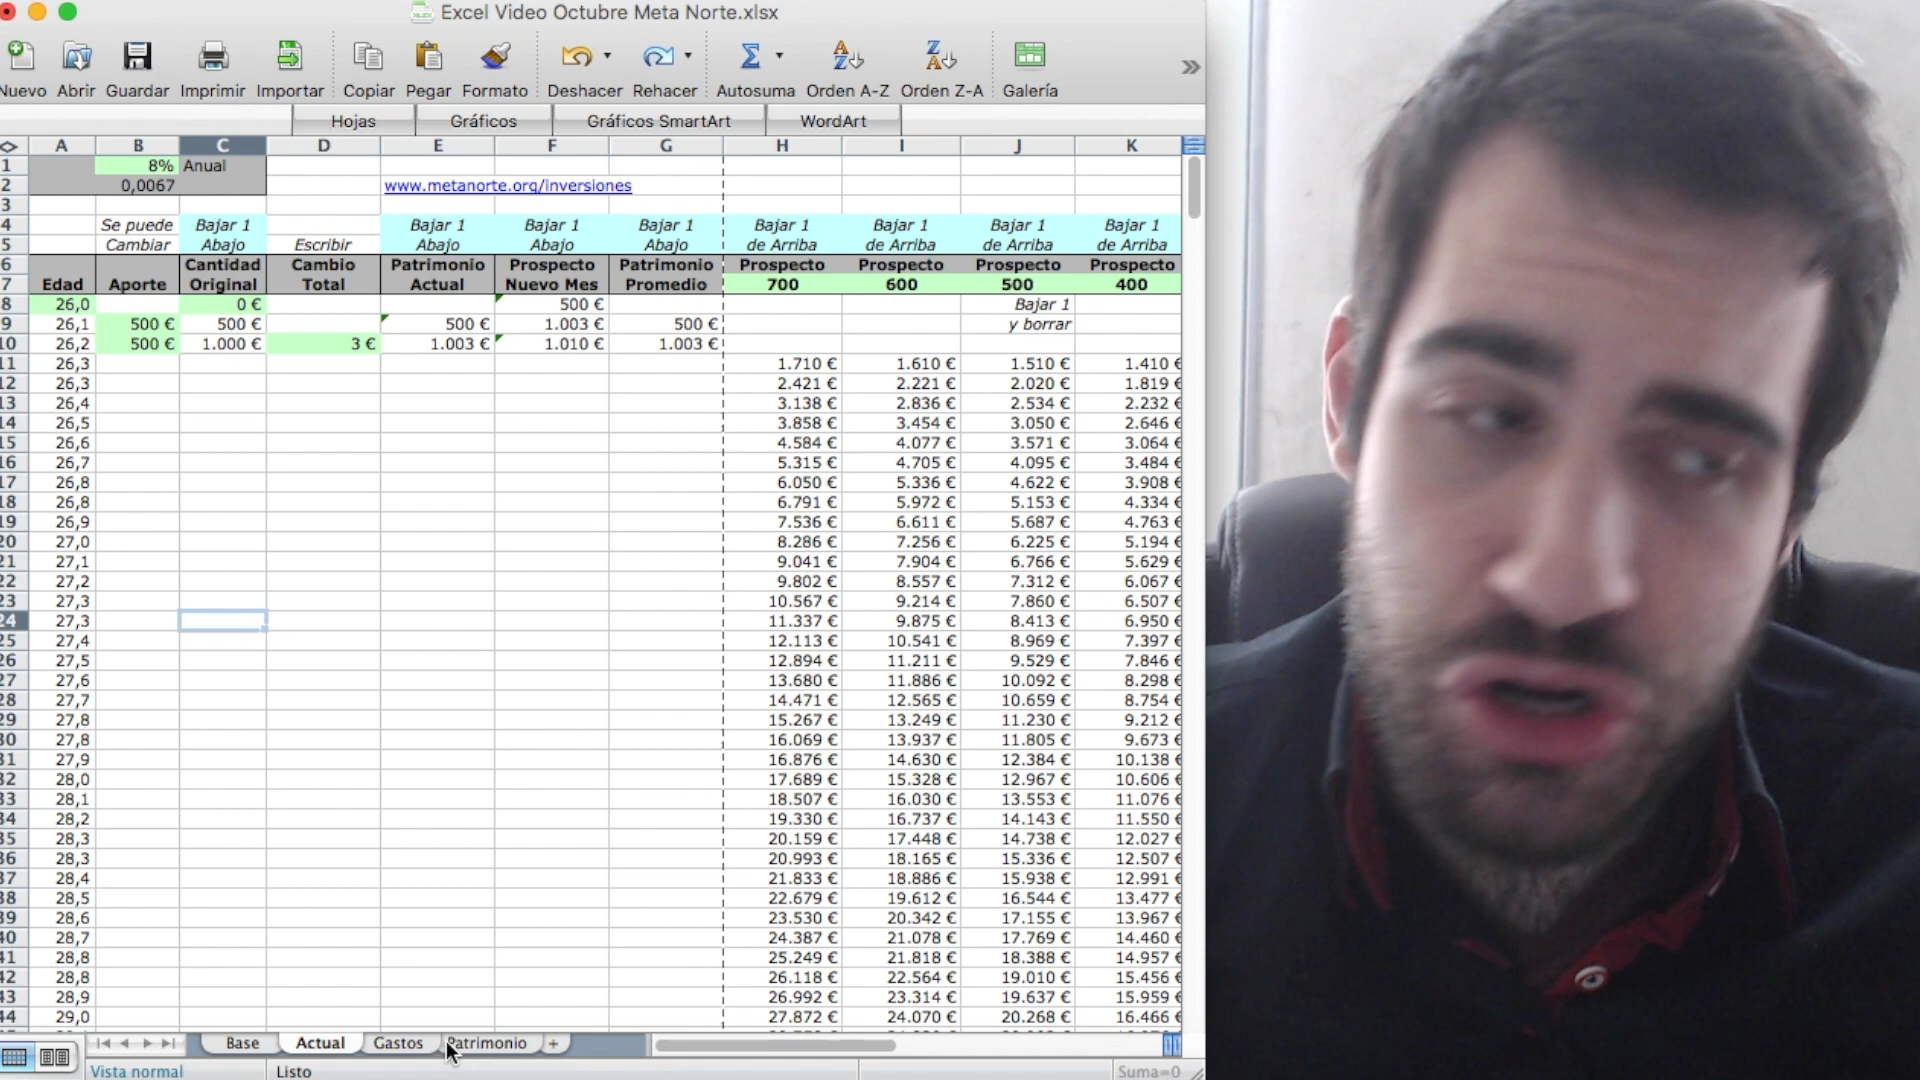 Excel Video Octubre Meta Norte.xlsx
Nuevo Abrir Guardar Imprimir Importar Copiar Pegar Formato Deshacer Rehacer Autosuma Orden A-Z Orden Z-A Galería
Hojas Gráficos Gráficos SmartArt WordArt
A B C D E F G H I J K
1 8% Anual
2 0,0067 www.metanorte.org/inversiones
3
4 Se puede Bajar 1 Bajar 1 Bajar 1 Bajar 1 Bajar 1 Bajar 1 Bajar 1 Bajar 1
5 Cambiar Abajo Escribir Abajo Abajo Abajo de Arriba de Arriba de Arriba de Arriba
6 Cantidad Cambio Patrimonio Prospecto Patrimonio Prospecto Prospecto Prospecto Prospecto
7 Edad Aporte Original Total Actual Nuevo Mes Promedio 700 600 500 400
8 26,0 0 € 500 € Bajar 1
9 26,1 500 € 500 € 500 € 1.003 € 500 € y borrar
10 26,2 500 € 1.000 € 3 € 1.003 € 1.010 € 1.003 €
11 26,3 1.710 € 1.610 € 1.510 € 1.410 €
12 26,3 2.421 € 2.221 € 2.020 € 1.819 €
13 26,4 3.138 € 2.836 € 2.534 € 2.232 €
14 26,5 3.858 € 3.454 € 3.050 € 2.646 €
15 26,6 4.584 € 4.077 € 3.571 € 3.064 €
16 26,7 5.315 € 4.705 € 4.095 € 3.484 €
17 26,8 6.050 € 5.336 € 4.622 € 3.908 €
18 26,8 6.791 € 5.972 € 5.153 € 4.334 €
19 26,9 7.536 € 6.611 € 5.687 € 4.763 €
20 27,0 8.286 € 7.256 € 6.225 € 5.194 €
21 27,1 9.041 € 7.904 € 6.766 € 5.629 €
22 27,2 9.802 € 8.557 € 7.312 € 6.067 €
23 27,3 10.567 € 9.214 € 7.860 € 6.507 €
24 27,3 11.337 € 9.875 € 8.413 € 6.950 €
25 27,4 12.113 € 10.541 € 8.969 € 7.397 €
26 27,5 12.894 € 11.211 € 9.529 € 7.846 €
27 27,6 13.680 € 11.886 € 10.092 € 8.298 €
28 27,7 14.471 € 12.565 € 10.659 € 8.754 €
29 27,8 15.267 € 13.249 € 11.230 € 9.212 €
30 27,8 16.069 € 13.937 € 11.805 € 9.673 €
31 27,9 16.876 € 14.630 € 12.384 € 10.138 €
32 28,0 17.689 € 15.328 € 12.967 € 10.606 €
33 28,1 18.507 € 16.030 € 13.553 € 11.076 €
34 28,2 19.330 € 16.737 € 14.143 € 11.550 €
35 28,3 20.159 € 17.448 € 14.738 € 12.027 €
36 28,3 20.993 € 18.165 € 15.336 € 12.507 €
37 28,4 21.833 € 18.886 € 15.938 € 12.991 €
38 28,5 22.679 € 19.612 € 16.544 € 13.477 €
39 28,6 23.530 € 20.342 € 17.155 € 13.967 €
40 28,7 24.387 € 21.078 € 17.769 € 14.460 €
41 28,8 25.249 € 21.818 € 18.388 € 14.957 €
42 28,8 26.118 € 22.564 € 19.010 € 15.456 €
43 28,9 26.992 € 23.314 € 19.637 € 15.959 €
44 29,0 27.872 € 24.070 € 20.268 € 16.466 €
Base Actual Gastos Patrimonio +
Vista normal Listo Suma=0